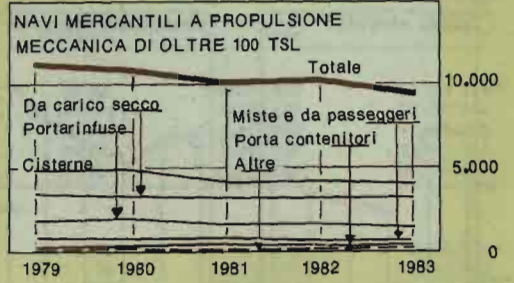 NAVI MERCANTILI A PROPULSIONE
MECCANICA DI OLTRE 100 TSL
Totale
10.000
Da carico secco
Portarinfuse
Cisterne
Miste e da passeggeri
Porta contenitori
Altre
5.000
0
1979 1980 1981 1982 1983